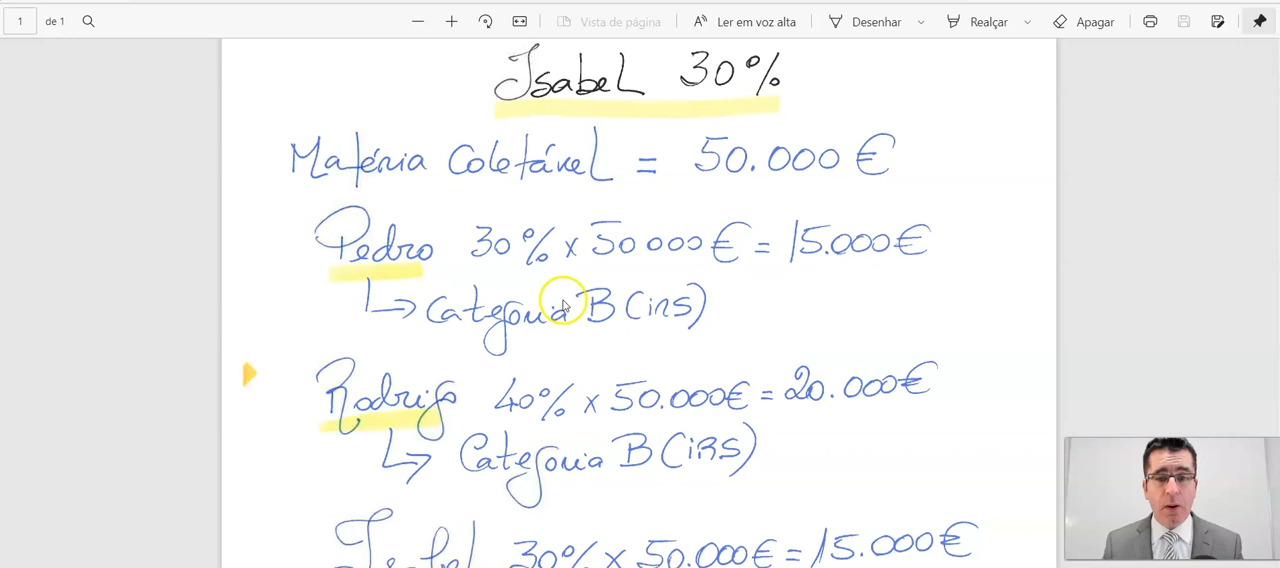 1 de 1 Vista de página Ler em voz alta Desenhar Realçar Apagar
Isabel 30%
Matéria Coletável = 50.000 €
Pedro 30% x 50 000 € = 15.000 €
↳ Categoria B (irs)
Rodrigo 40% x 50.000€ = 20.000€
↳ Categoria B (iRS)
Isabel 30% x 50.000€ = 15.000 €